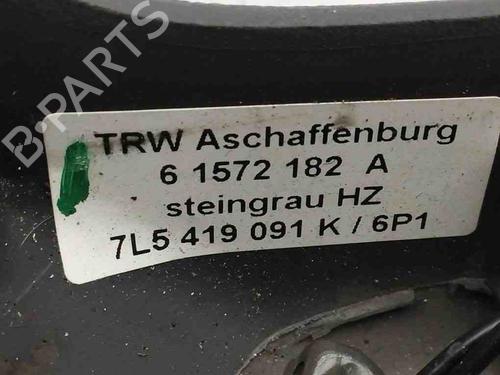 B-PARTS
TRW Aschaffenburg
6 1572 182 A
steingrau HZ
7L5 419 091 K / 6P1